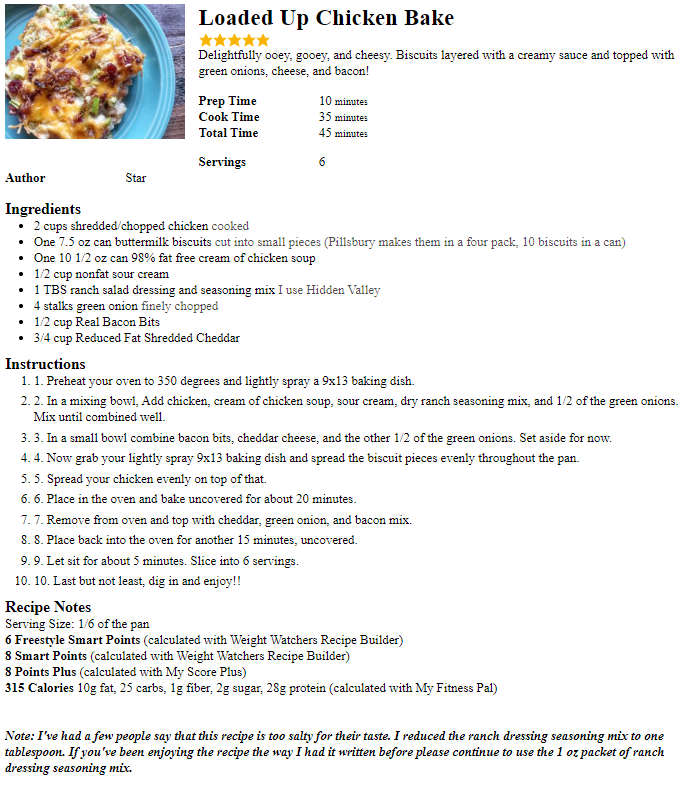 Loaded Up Chicken Bake
Delightfully ooey, gooey, and cheesy. Biscuits layered with a creamy sauce and topped with
green onions, cheese, and bacon!
Prep Time 10 minutes
Cook Time 35 minutes
Total Time 45 minutes
Servings 6
Author Star
Ingredients
• 2 cups shredded/chopped chicken cooked
• One 7.5 oz can buttermilk biscuits cut into small pieces (Pillsbury makes them in a four pack, 10 biscuits in a can)
• One 10 1/2 oz can 98% fat free cream of chicken soup
• 1/2 cup nonfat sour cream
• 1 TBS ranch salad dressing and seasoning mix I use Hidden Valley
• 4 stalks green onion finely chopped
• 1/2 cup Real Bacon Bits
• 3/4 cup Reduced Fat Shredded Cheddar
Instructions
1. 1. Preheat your oven to 350 degrees and lightly spray a 9x13 baking dish.
2. 2. In a mixing bowl, Add chicken, cream of chicken soup, sour cream, dry ranch seasoning mix, and 1/2 of the green onions.
Mix until combined well.
3. 3. In a small bowl combine bacon bits, cheddar cheese, and the other 1/2 of the green onions. Set aside for now.
4. 4. Now grab your lightly spray 9x13 baking dish and spread the biscuit pieces evenly throughout the pan.
5. 5. Spread your chicken evenly on top of that.
6. 6. Place in the oven and bake uncovered for about 20 minutes.
7. 7. Remove from oven and top with cheddar, green onion, and bacon mix.
8. 8. Place back into the oven for another 15 minutes, uncovered.
9. 9. Let sit for about 5 minutes. Slice into 6 servings.
10. 10. Last but not least, dig in and enjoy!!
Recipe Notes
Serving Size: 1/6 of the pan
6 Freestyle Smart Points (calculated with Weight Watchers Recipe Builder)
8 Smart Points (calculated with Weight Watchers Recipe Builder)
8 Points Plus (calculated with My Score Plus)
315 Calories 10g fat, 25 carbs, 1g fiber, 2g sugar, 28g protein (calculated with My Fitness Pal)
Note: I've had a few people say that this recipe is too salty for their taste. I reduced the ranch dressing seasoning mix to one
tablespoon. If you've been enjoying the recipe the way I had it written before please continue to use the 1 oz packet of ranch
dressing seasoning mix.